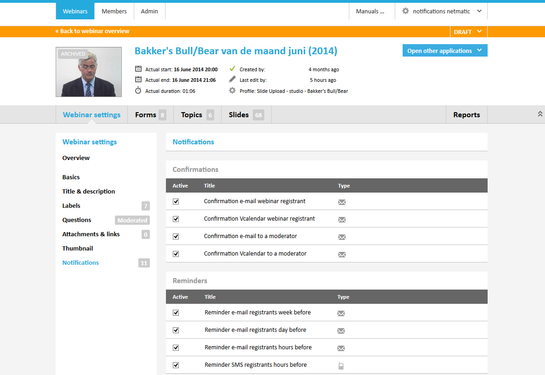 Webinars Members Admin Manuals ... notifications netmatic
« Back to webinar overview DRAFT
ARCHIVED
Bakker's Bull/Bear van de maand juni (2014)
Open other applications
Actual start: 16 June 2014 20:00 Created by: 4 months ago
Actual end: 16 June 2014 21:06 Last edit by: 5 hours ago
Actual duration: 01:06 Profile: Slide Upload - studio - Bakker's Bull/Bear
Webinar settings Forms Topics Slides Reports
Webinar settings
Overview
Basics
Title & description
Labels 7
Questions Moderated
Attachments & links
Thumbnail
Notifications 11
Notifications
Confirmations
Active Title Type
Confirmation e-mail webinar registrant
Confirmation Vcalendar webinar registrant
Confirmation e-mail to a moderator
Confirmation Vcalendar to a moderator
Reminders
Active Title Type
Reminder e-mail registrants week before
Reminder e-mail registrants day before
Reminder e-mail registrants hours before
Reminder SMS registrants hours before